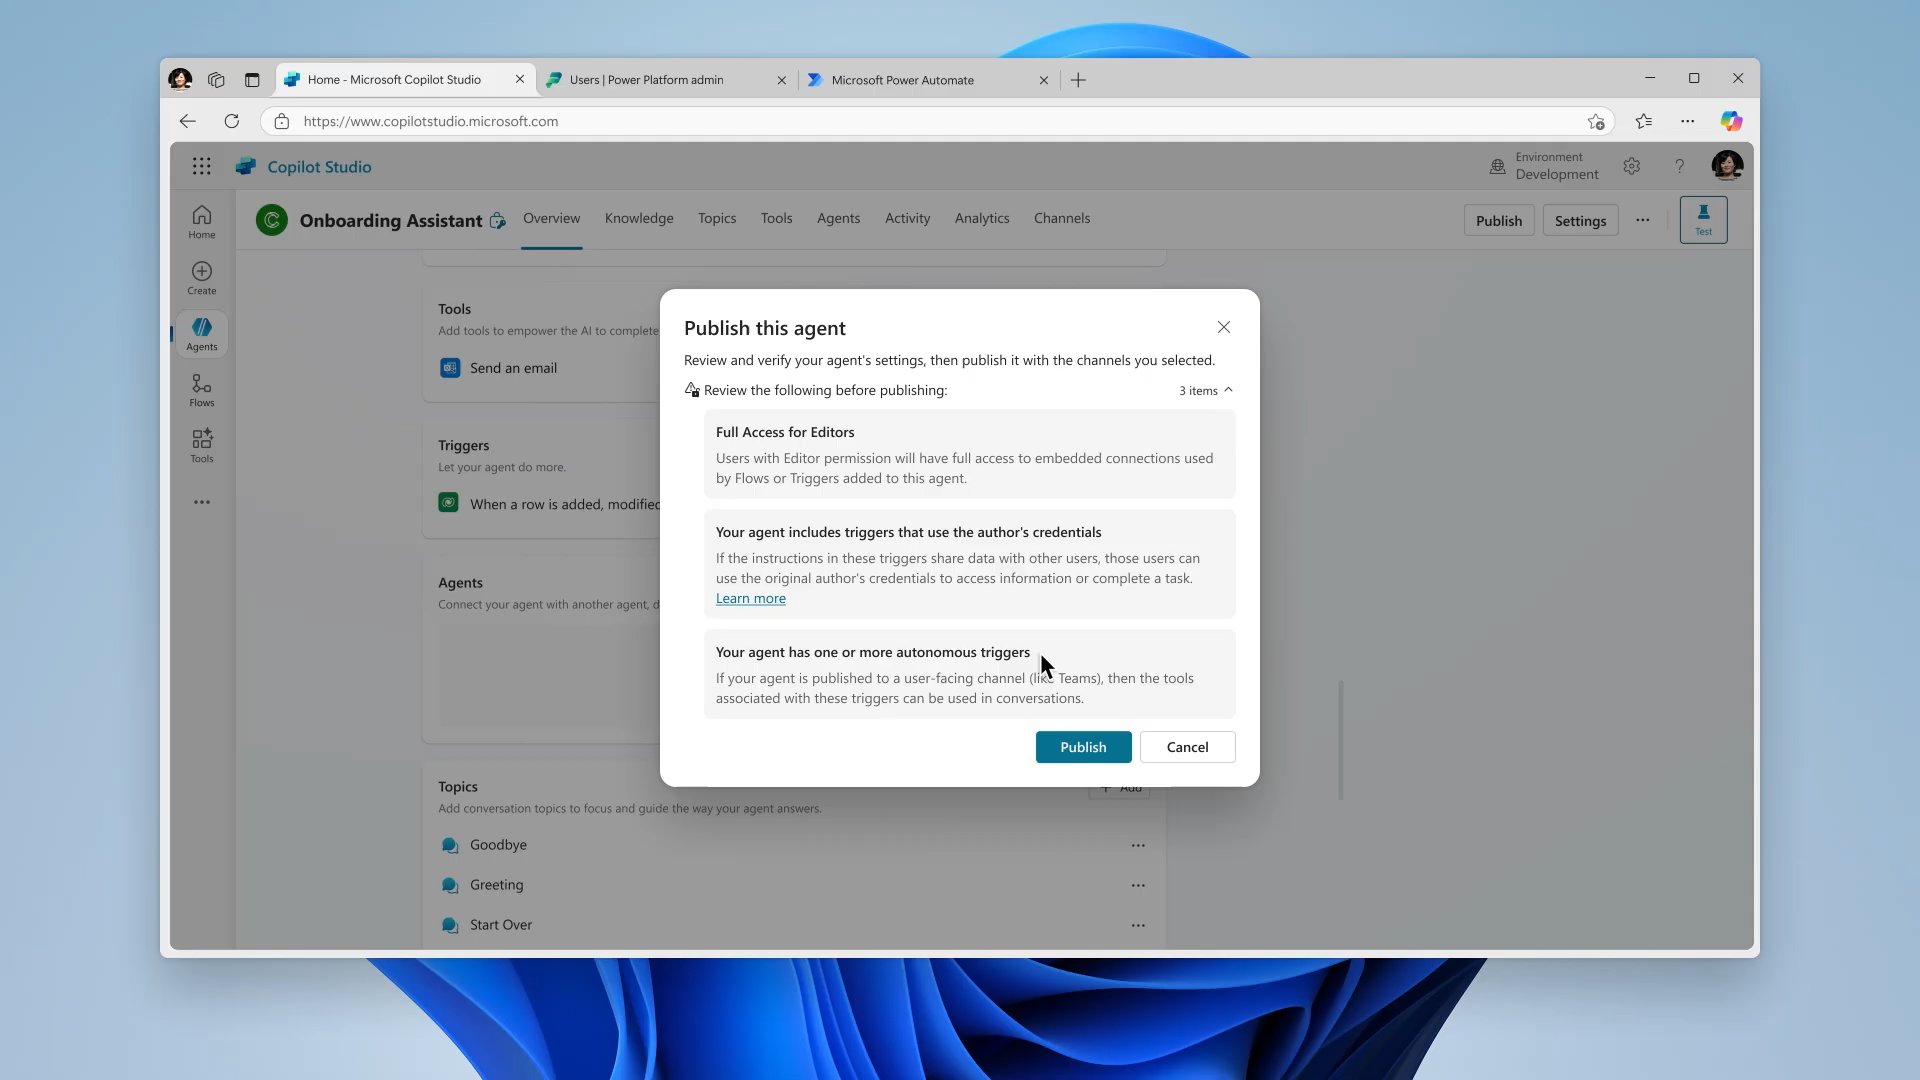 Home - Microsoft Copilot Studio
Users | Power Platform admin
Microsoft Power Automate
https://www.copilotstudio.microsoft.com
Copilot Studio
Environment
Development
Onboarding Assistant
Overview
Knowledge
Topics
Tools
Agents
Activity
Analytics
Channels
Publish
Settings
Test
Home
Create
Agents
Flows
Tools
Tools
Add tools to empower the AI to complete
Send an email
Triggers
Let your agent do more.
When a row is added, modified
Agents
Connect your agent with another agent, d
Publish this agent
Review and verify your agent's settings, then publish it with the channels you selected.
Review the following before publishing:
3 items
Full Access for Editors
Users with Editor permission will have full access to embedded connections used
by Flows or Triggers added to this agent.
Your agent includes triggers that use the author's credentials
If the instructions in these triggers share data with other users, those users can
use the original author's credentials to access information or complete a task.
Learn more
Your agent has one or more autonomous triggers
If your agent is published to a user-facing channel (like Teams), then the tools
associated with these triggers can be used in conversations.
Publish
Cancel
Topics
Add
Add conversation topics to focus and guide the way your agent answers.
Goodbye
Greeting
Start Over